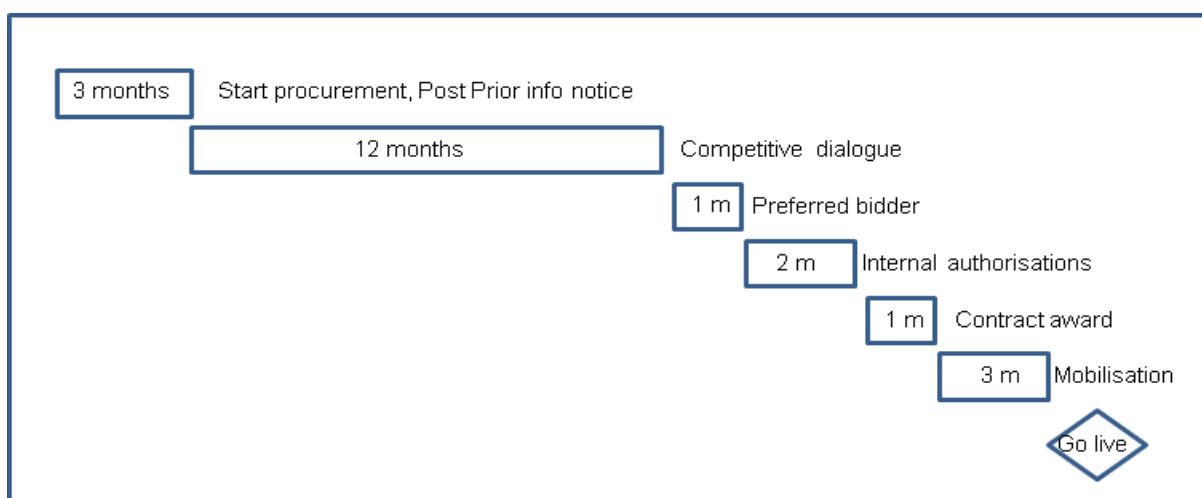 3 months Start procurement, Post Prior info notice
12 months Competitive dialogue
1 m Preferred bidder
2 m Internal authorisations
1 m Contract award
3 m Mobilisation
Go live